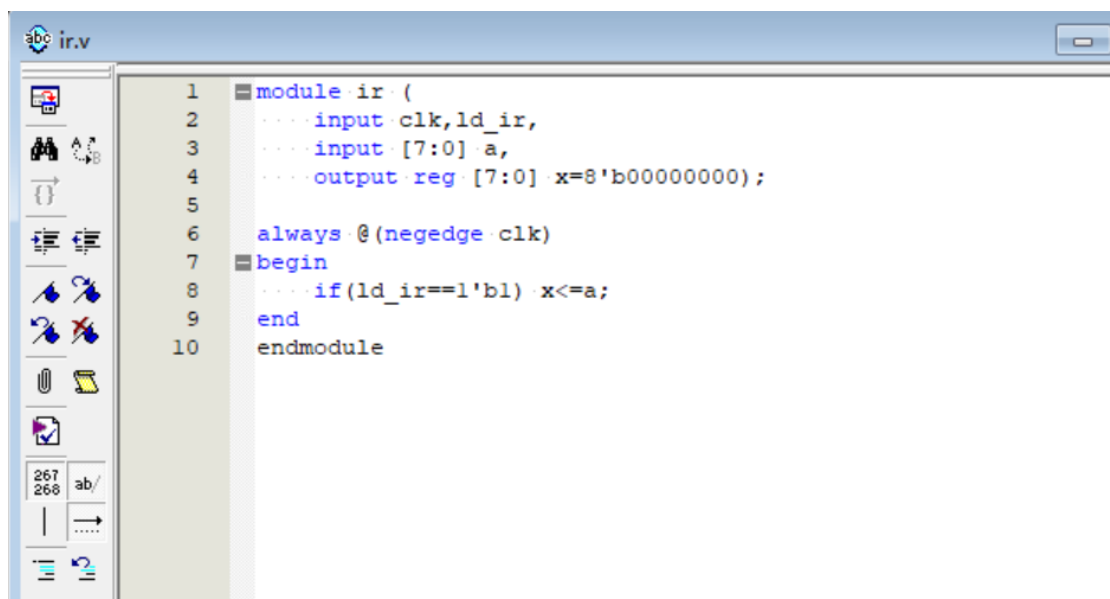 ir.v
1 module ir (
2 input clk,ld_ir,
3 input [7:0] a,
4 output reg [7:0] x=8'b00000000);
5
6 always @(negedge clk)
7 begin
8 if(ld_ir==1'b1) x<=a;
9 end
10 endmodule
267
268 ab/